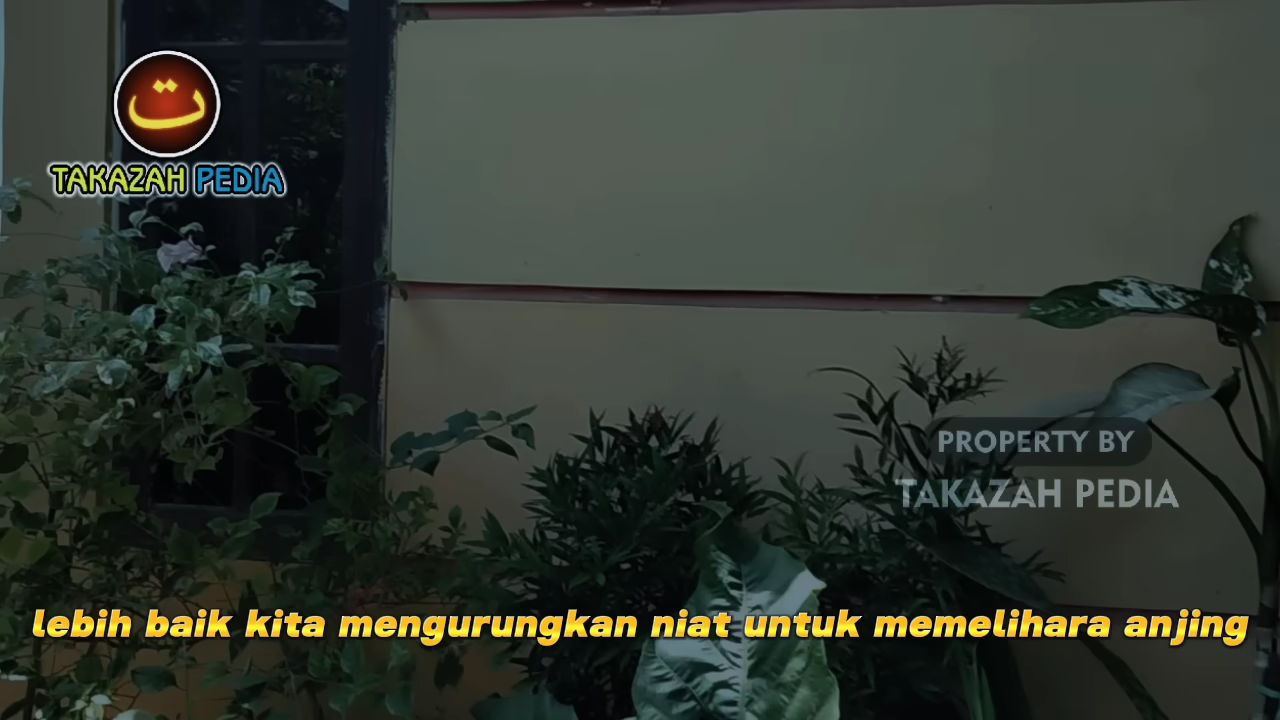 ت
TAKAZAH PEDIA
PROPERTY BY
TAKAZAH PEDIA
lebih baik kita mengurungkan niat untuk memelihara anjing